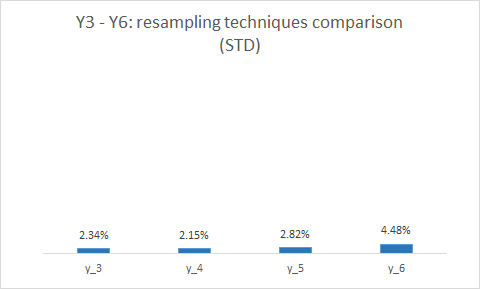 Y3 - Y6: resampling techniques comparison
(STD)
2.34% 2.15% 2.82% 4.48%
y_3 y_4 y_5 y_6